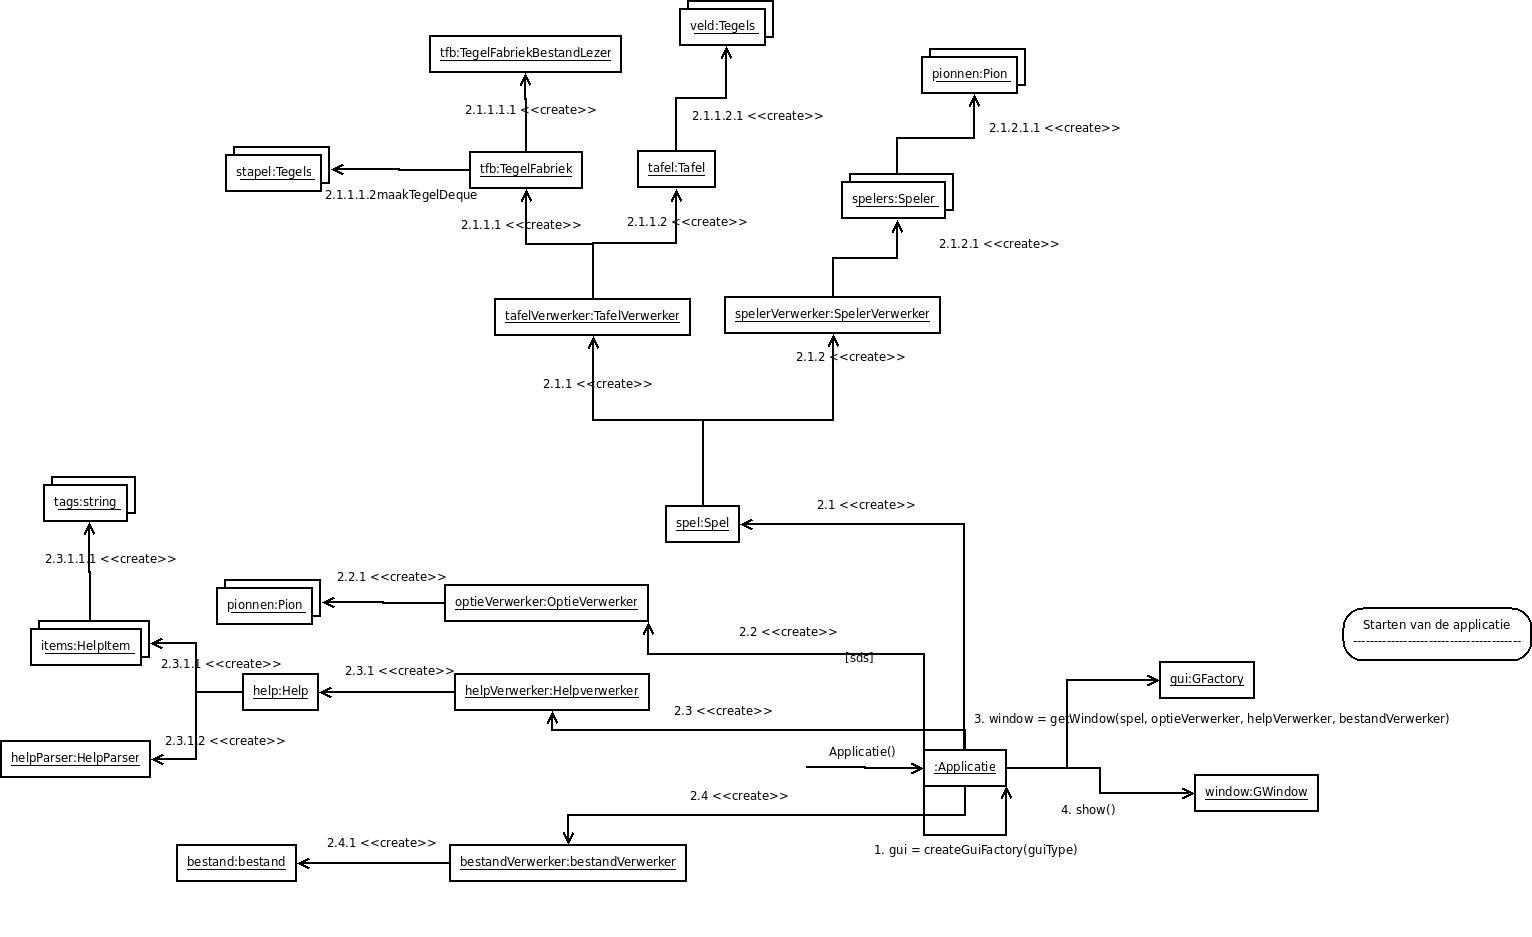 veld:Tegels
tfb:TegelFabriekBestandLezer
pionnen:Pion
2.1.1.1.1 <<create>>
2.1.1.2.1 <<create>>
2.1.2.1.1 <<create>>
stapel:Tegels
tfb:TegelFabriek
tafel:Tafel
2.1.1.1.2maakTegelDeque
spelers:Speler
2.1.1.1 <<create>>
2.1.1.2 <<create>>
2.1.2.1 <<create>>
tafelVerwerker:TafelVerwerker
spelerVerwerker:SpelerVerwerker
2.1.2 <<create>>
2.1.1 <<create>>
tags:string
2.1 <<create>>
spel:Spel
2.3.1.1.1 <<create>>
2.2.1 <<create>>
pionnen:Pion
optieVerwerker:OptieVerwerker
Starten van de applicatie
2.2 <<create>>
items:HelpItem
[sds]
2.3.1.1 <<create>>
2.3.1 <<create>>
gui:GFactory
help:Help
helpVerwerker:Helpverwerker
2.3 <<create>>
3. window = getWindow(spel, optieVerwerker, helpVerwerker, bestandVerwerker)
2.3.1.2 <<create>>
Applicatie()
helpParser:HelpParser
:Applicatie
window:GWindow
2.4 <<create>>
4. show()
2.4.1 <<create>>
1. gui = createGuiFactory(guiType)
bestand:bestand
bestandVerwerker:bestandVerwerker